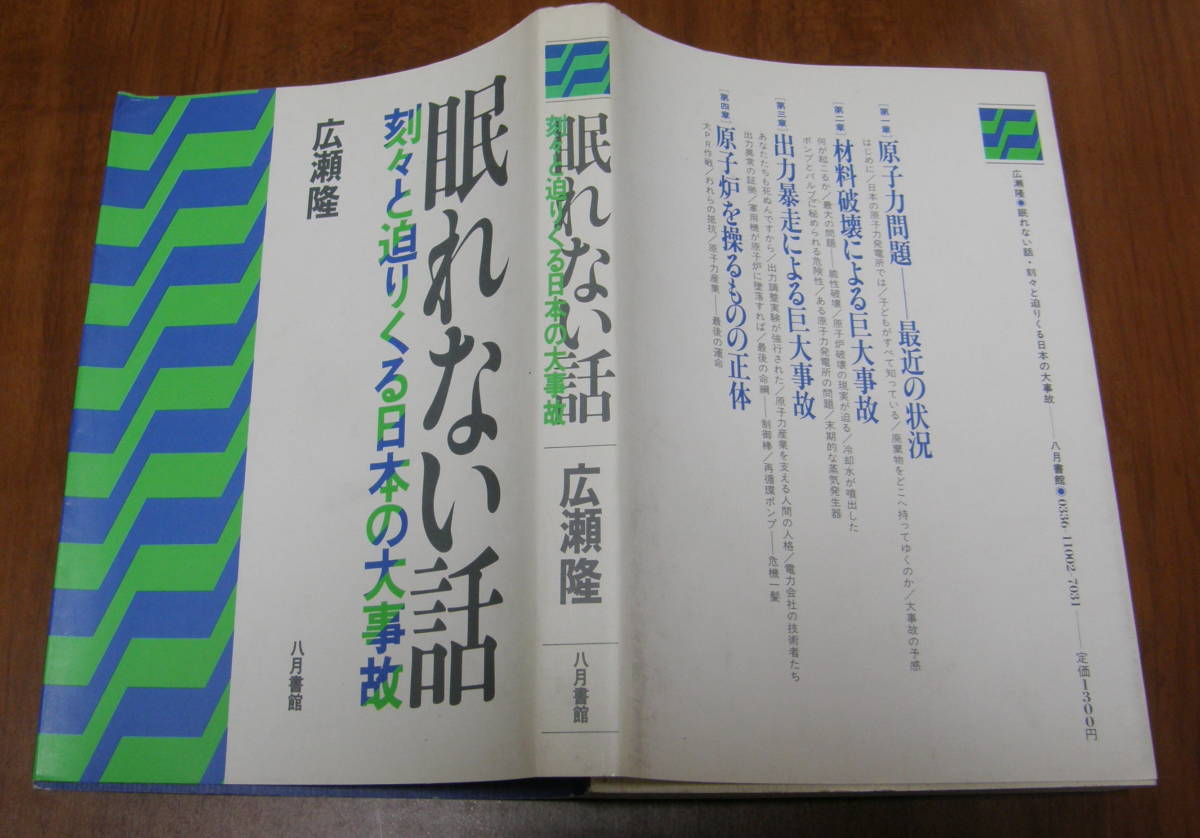 眠れない話
刻々と迫りくる日本の大事故
広瀬隆
八月書館
眠れない話
刻々と迫りくる日本の大事故
広瀬隆
八月書館
広瀬隆●眠れない話・刻々と迫りくる日本の大事故——八月書館●0336-11002-7031——定価1300円
[第一章]原子力問題——最近の状況
はじめに/日本の原子力発電所では/子どもがすべて知っている/廃棄物をどこへ持ってゆくのか/大事故の予感
[第二章]材料破壊による巨大事故
何が起こるか/最大の問題——脆性破壊/原子炉破壊の現実が迫る/冷却水が噴出した
ポンプとバルブに秘められる危険性/ある原子力発電所の問題/末期的な蒸気発生器
[第三章]出力暴走による巨大事故
あなたたちも死ぬんですから/出力調整実験が強行された/原子力産業を支える人間の人格/電力会社の技術者たち
出力異常の証拠/軍用機が原子炉に墜落すれば/最後の命綱——制御棒/再循環ポンプ——危機一髪
[第四章]原子炉を操るものの正体
大PR作戦/われらの抵抗/原子力産業——最後の運命